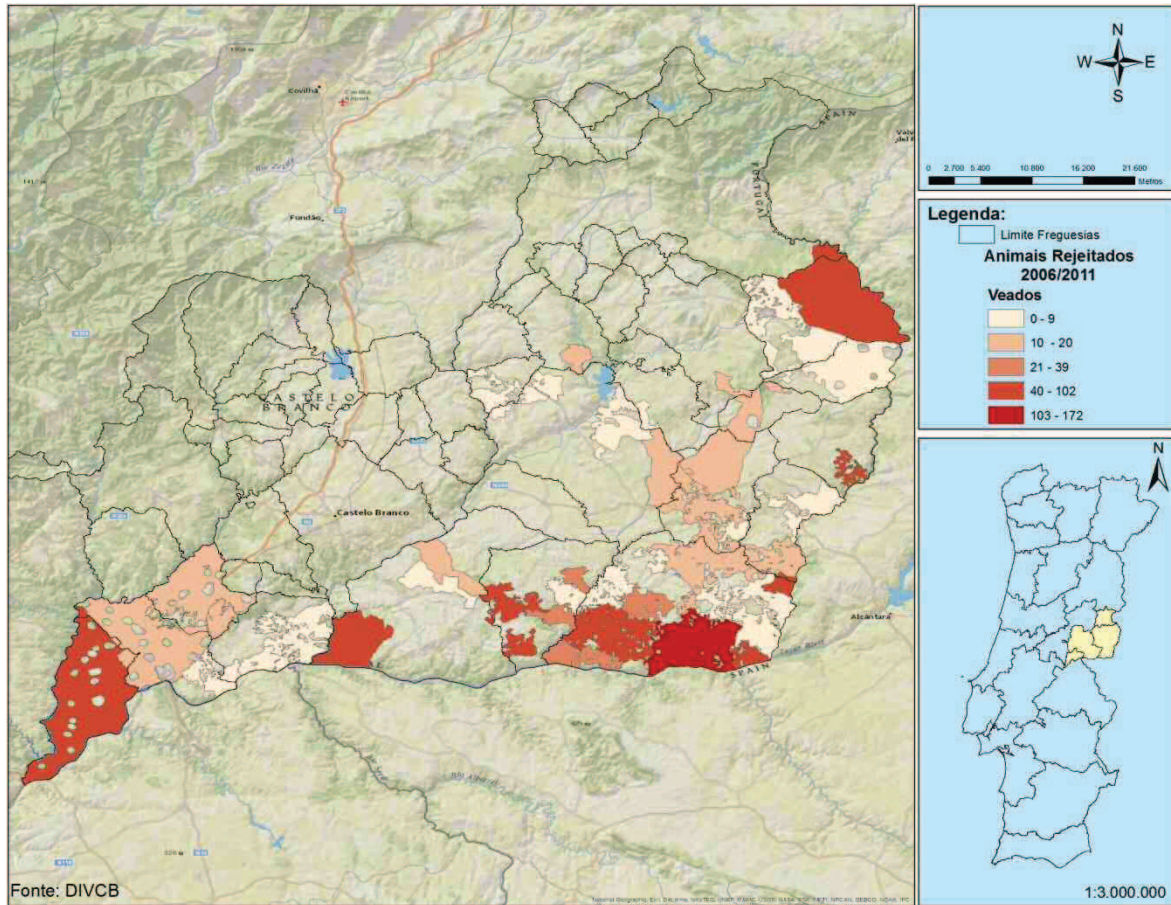 Covilhã
Fundão
SPAIN
PORTUGAL
CASTELO
BRANCO
Castelo Branco
Alcántara
SPAIN
Fonte: DIVCB
N
W E
S
0 2.700 5.400 10.800 16.200 21.600
Metros
Legenda:
Limite Freguesias
Animais Rejeitados
2006/2011
Veados
0 - 9
10 - 20
21 - 39
40 - 102
103 - 172
N
1:3.000.000